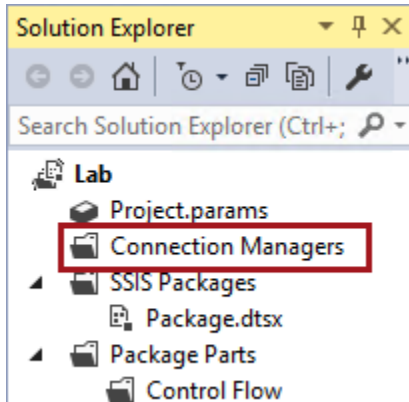 Solution Explorer
Search Solution Explorer (Ctrl+;
Lab
Project.params
Connection Managers
SSIS Packages
Package.dtsx
Package Parts
Control Flow